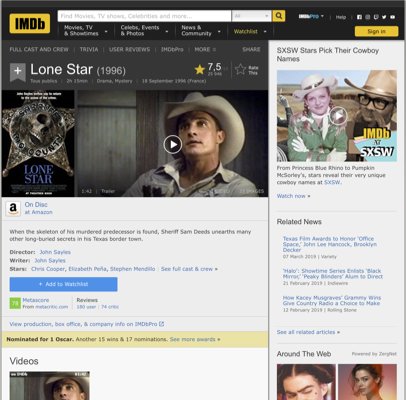 IMDb
Find Movies, TV shows, Celebrities and more...
All
IMDbPro
Help
Movies, TV
& Showtimes
Celebs, Events
& Photos
News &
Community
Watchlist
Sign in
FULL CAST AND CREW | TRIVIA | USER REVIEWS | IMDbPro | MORE
SHARE
Lone Star (1996)
7,5
Rate
This
Tous publics | 2h 15min | Drama, Mystery | 18 September 1996 (France)
LONE
STAR
1:42 | Trailer
On Disc
at Amazon
When the skeleton of his murdered predecessor is found, Sheriff Sam Deeds unearths many
other long-buried secrets in his Texas border town.
Director: John Sayles
Writer: John Sayles
Stars: Chris Cooper, Elizabeth Peña, Stephen Mendillo | See full cast & crew »
+ Add to Watchlist
Metascore
From metacritic.com
Reviews
160 user | 74 critic
View production, box office, & company info on IMDbPro
Nominated for 1 Oscar. Another 15 wins & 17 nominations. See more awards »
Videos
SXSW Stars Pick Their Cowboy
Names
IMDb
AT
SXSW
From Princess Blue Rhino to Pumpkin
McSorley's, stars reveal their very unique
cowboy names at SXSW.
Watch now »
Related News
Texas Film Awards to Honor 'Office
Space,' John Lee Hancock, Brooklyn
Decker
07 March 2019 | Variety
'Halo': Showtime Series Enlists 'Black
Mirror,' 'Peaky Blinders' Alum to Direct
21 February 2019 | Indiewire
How Kacey Musgraves' Grammy Wins
Give Country Radio a Choice to Make
12 February 2019 | Rolling Stone
See all related articles »
Around The Web
Powered by ZergNet